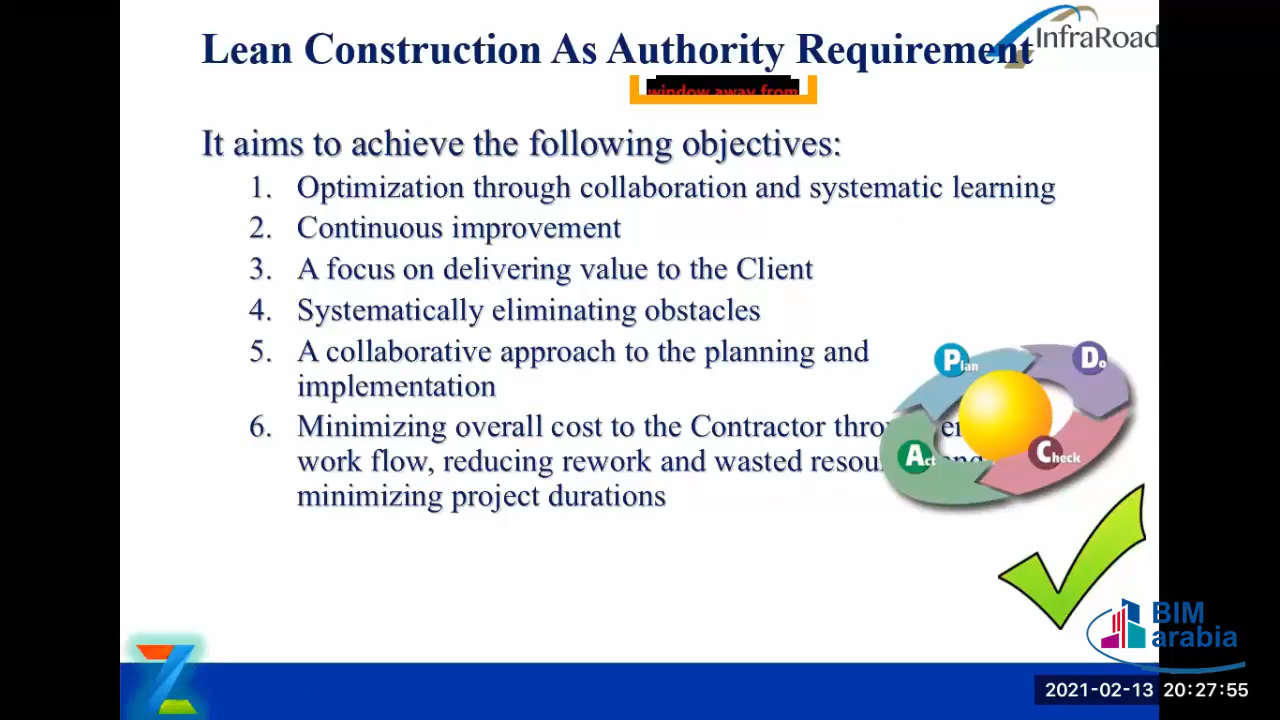 Lean Construction As Authority Requirement
InfraRoad
window away from
It aims to achieve the following objectives:
1. Optimization through collaboration and systematic learning
2. Continuous improvement
3. A focus on delivering value to the Client
4. Systematically eliminating obstacles
5. A collaborative approach to the planning and
implementation
6. Minimizing overall cost to the Contractor
work flow, reducing rework and wasted
minimizing project durations
Plan
Do
Check
Act
BIM
arabia
2021-02-13 20:27:55